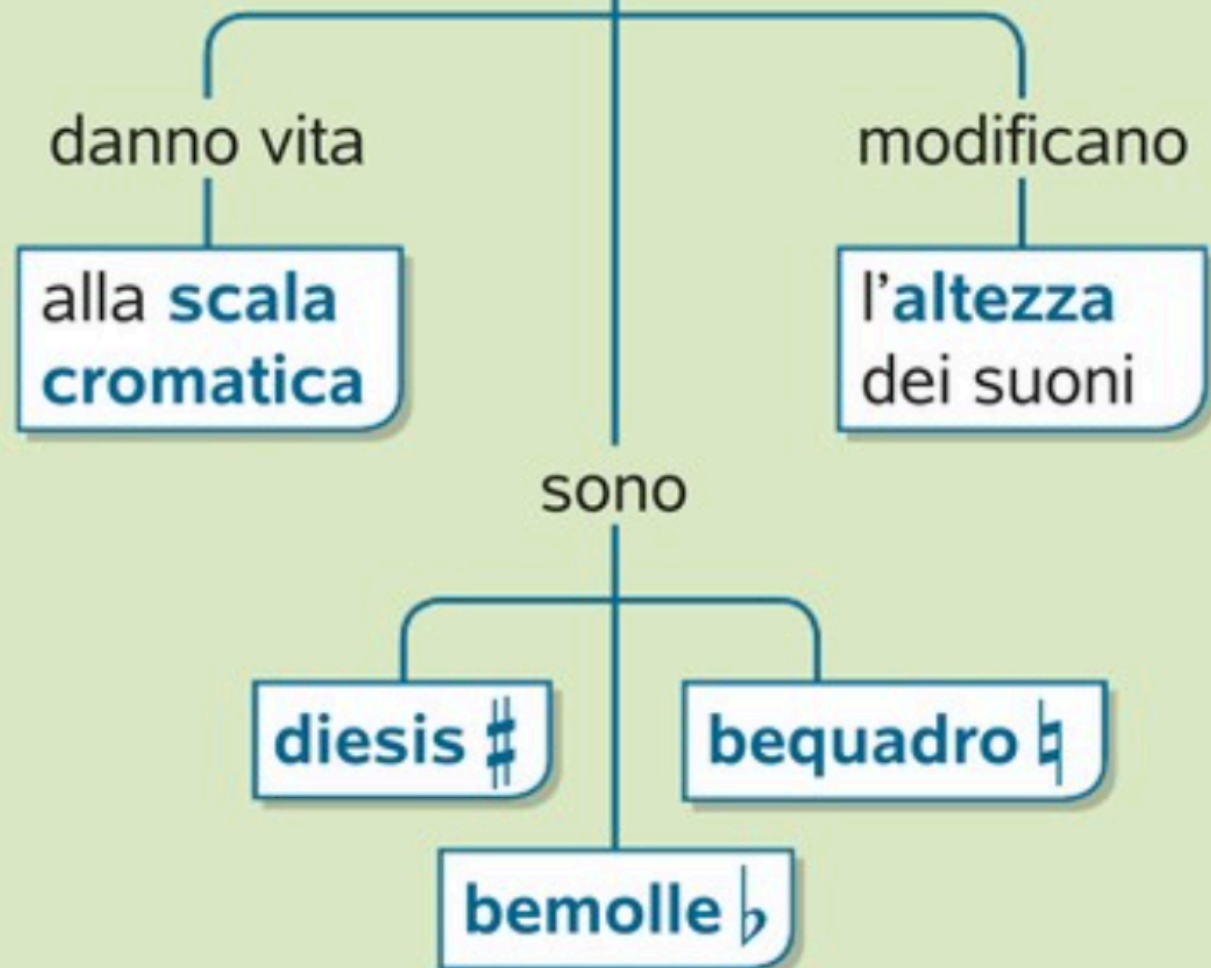 danno vita
modificano
alla scala
cromatica
l'altezza
dei suoni
sono
diesis ♯
bequadro ♮
bemolle ♭